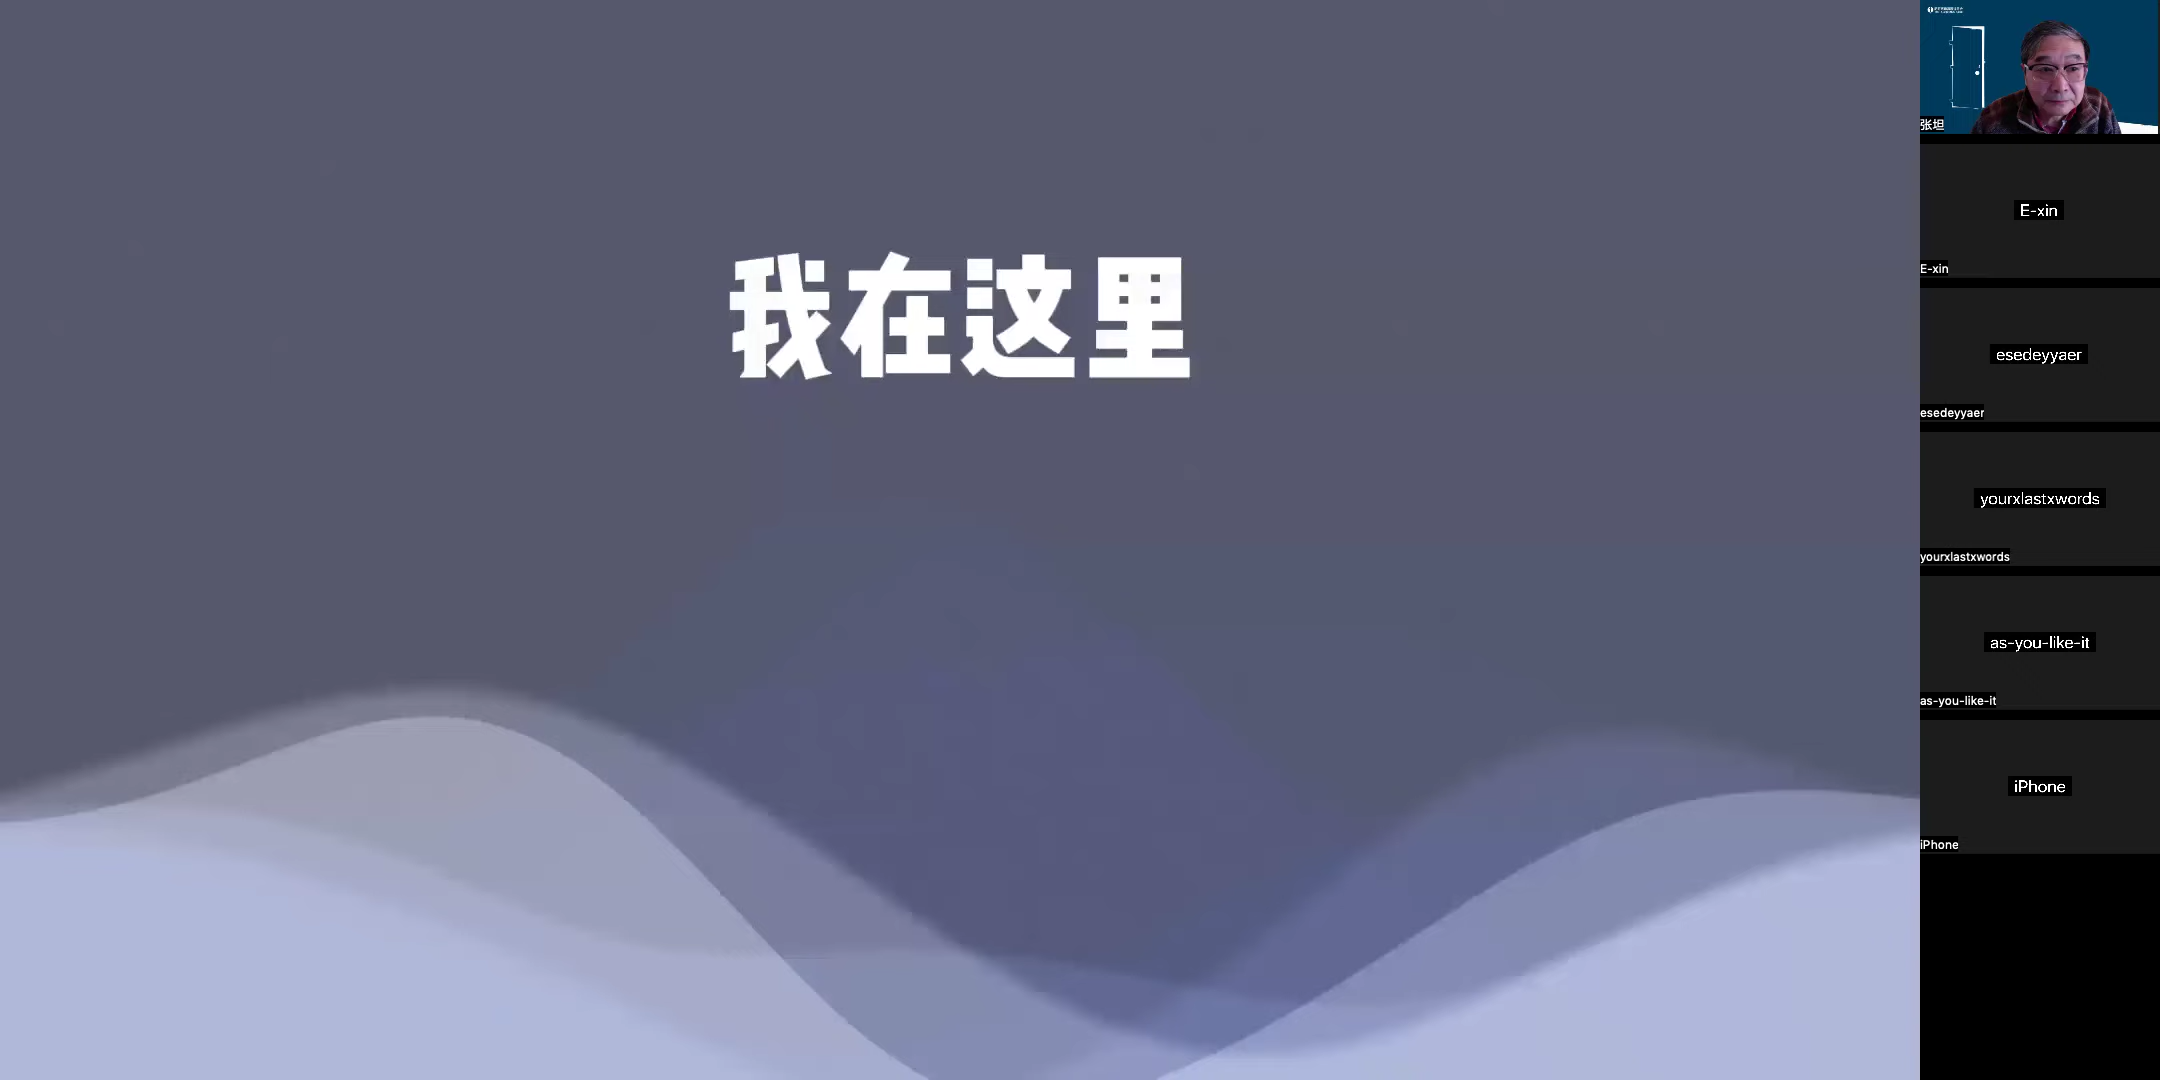 我在这里
张坦
E-xin
E-xin
esedeyyaer
esedeyyaer
yourxlastxwords
yourxlastxwords
as-you-like-it
as-you-like-it
iPhone
iPhone